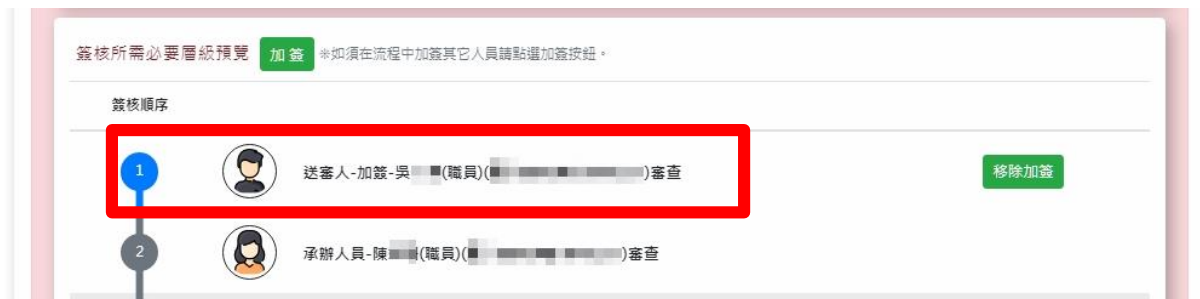 簽核所需必要層級預覽 加簽 ※如須在流程中加簽其它人員請點選加簽按鈕。
簽核順序
1 送審人-加簽-吳(職員)()審查 移除加簽
2 承辦人員-陳(職員)()審查